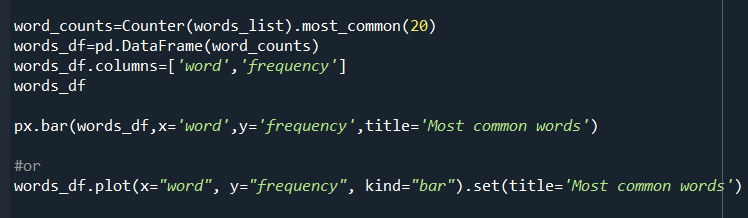 word_counts=Counter(words_list).most_common(20)
words_df=pd.DataFrame(word_counts)
words_df.columns=['word','frequency']
words_df
px.bar(words_df,x='word',y='frequency',title='Most common words')
#or
words_df.plot(x="word", y="frequency", kind="bar").set(title='Most common words')